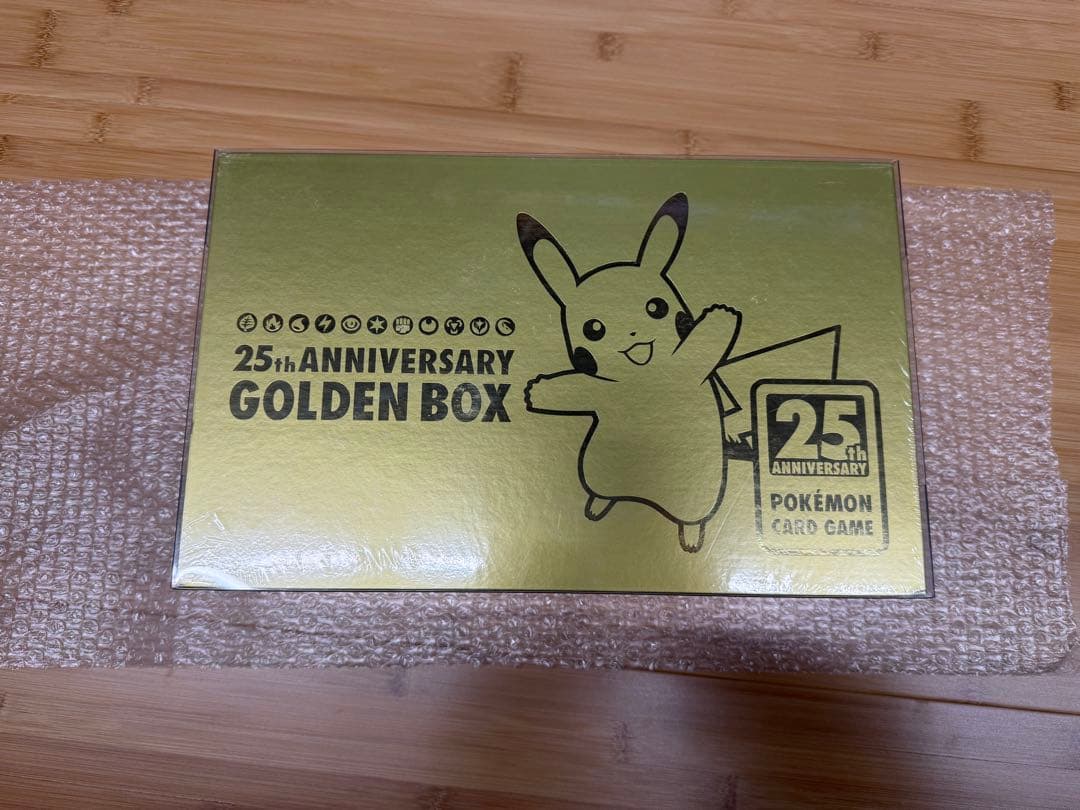 25th ANNIVERSARY
GOLDEN BOX
25th
ANNIVERSARY
POKÉMON
CARD GAME